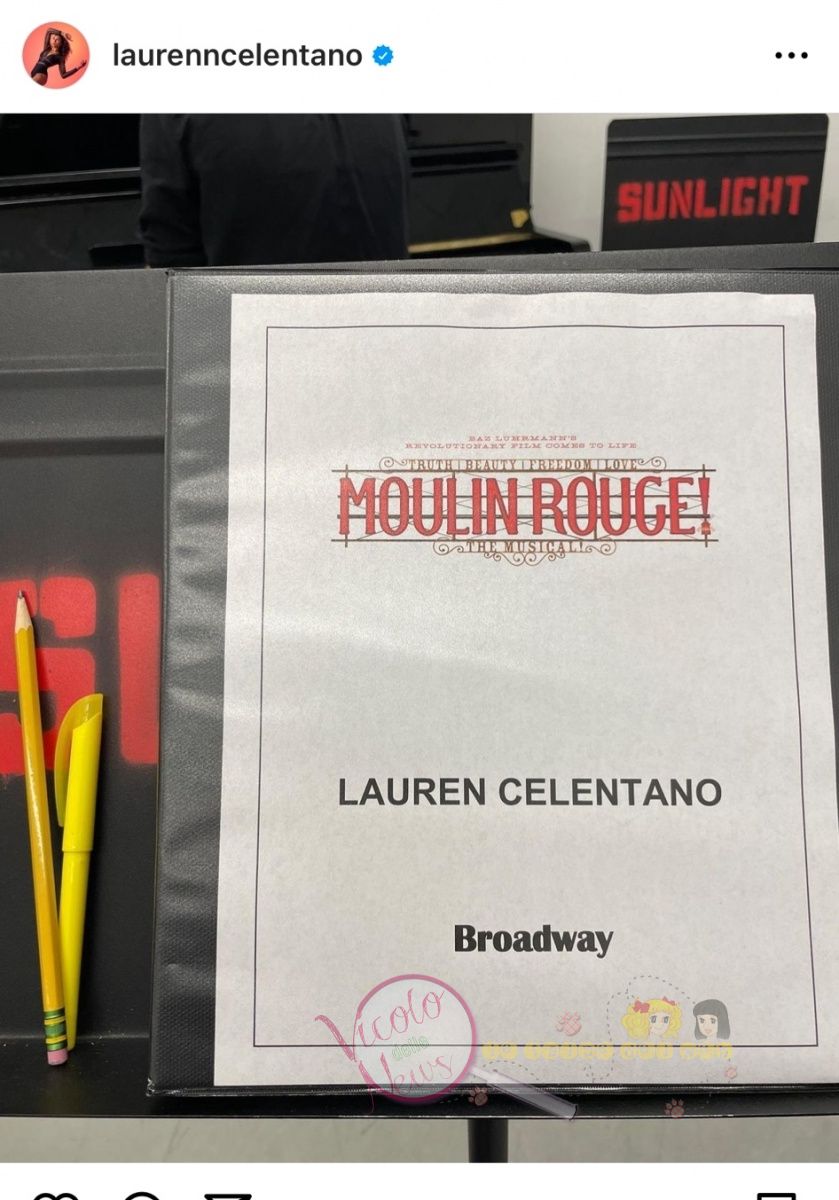 laurenncelentano
SUNLIGHT
BAZ LUHRMANN'S
REVOLUTIONARY FILM COMES TO LIFE
TRUTH | BEAUTY | FREEDOM | LOVE
MOULIN ROUGE!
THE MUSICAL!
LAUREN CELENTANO
Broadway
Vicolo
delle
News